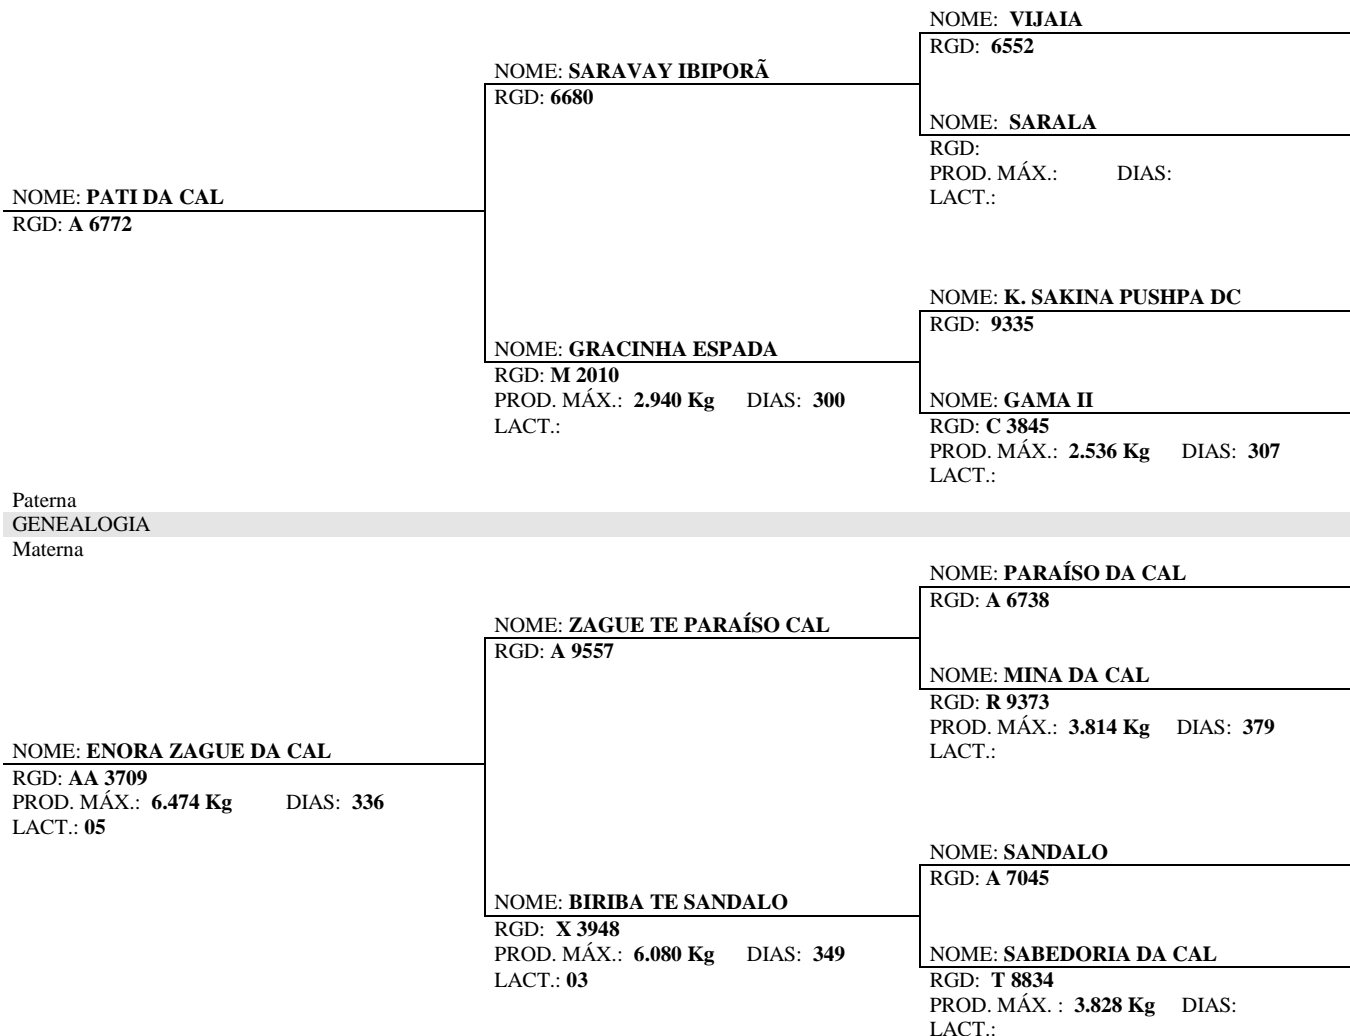 NOME: VIJAIA
RGD: 6552
NOME: SARAVAY IBIPORÃ
RGD: 6680
NOME: SARALA
RGD:
PROD. MÁX.: DIAS:
LACT.:
NOME: PATI DA CAL
RGD: A 6772
NOME: K. SAKINA PUSHPA DC
RGD: 9335
NOME: GRACINHA ESPADA
RGD: M 2010
PROD. MÁX.: 2.940 Kg DIAS: 300
LACT.:
NOME: GAMA II
RGD: C 3845
PROD. MÁX.: 2.536 Kg DIAS: 307
LACT.:
Paterna
GENEALOGIA
Materna
NOME: PARAÍSO DA CAL
RGD: A 6738
NOME: ZAGUE TE PARAÍSO CAL
RGD: A 9557
NOME: MINA DA CAL
RGD: R 9373
PROD. MÁX.: 3.814 Kg DIAS: 379
LACT.:
NOME: ENORA ZAGUE DA CAL
RGD: AA 3709
PROD. MÁX.: 6.474 Kg DIAS: 336
LACT.: 05
NOME: SANDALO
RGD: A 7045
NOME: BIRIBA TE SANDALO
RGD: X 3948
PROD. MÁX.: 6.080 Kg DIAS: 349
LACT.: 03
NOME: SABEDORIA DA CAL
RGD: T 8834
PROD. MÁX. : 3.828 Kg DIAS:
LACT.: